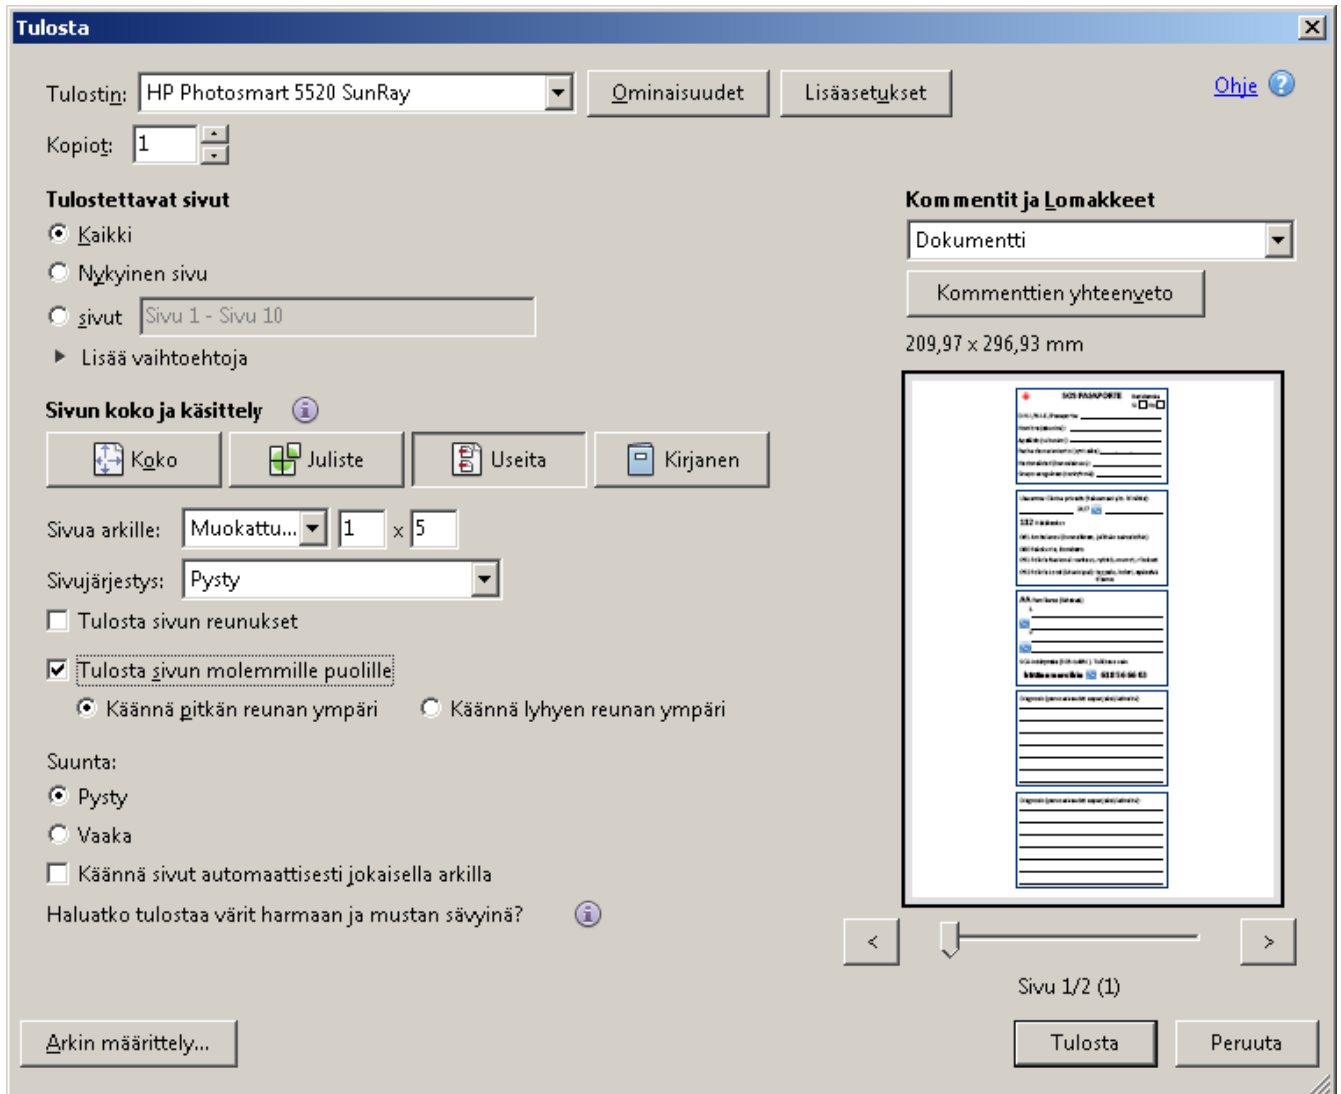 Tulosta
Tulostin: HP Photosmart 5520 SunRay Ominaisuudet Lisäasetukset Ohje
Kopiot: 1
Tulostettavat sivut
Kaikki
Nykyinen sivu
sivut Sivu 1 - Sivu 10
Lisää vaihtoehtoja
Sivun koko ja käsittely
Koko Juliste Useita Kirjanen
Sivua arkille: Muokattu... 1 x 5
Sivujärjestys: Pysty
Tulosta sivun reunukset
Tulosta sivun molemmille puolille
Käännä pitkän reunan ympäri Käännä lyhyen reunan ympäri
Suunta:
Pysty
Vaaka
Käännä sivut automaattisesti jokaisella arkilla
Haluatko tulostaa värit harmaan ja mustan sävyinä?
Arkin määrittely...
Kommentit ja Lomakkeet
Dokumentti
Kommenttien yhteenveto
209,97 x 296,93 mm
SOS PASAPORTE
112
< >
Sivu 1/2 (1)
Tulosta Peruuta